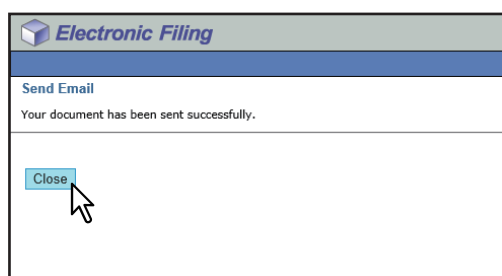 Electronic Filing
Send Email
Your document has been sent successfully.
Close